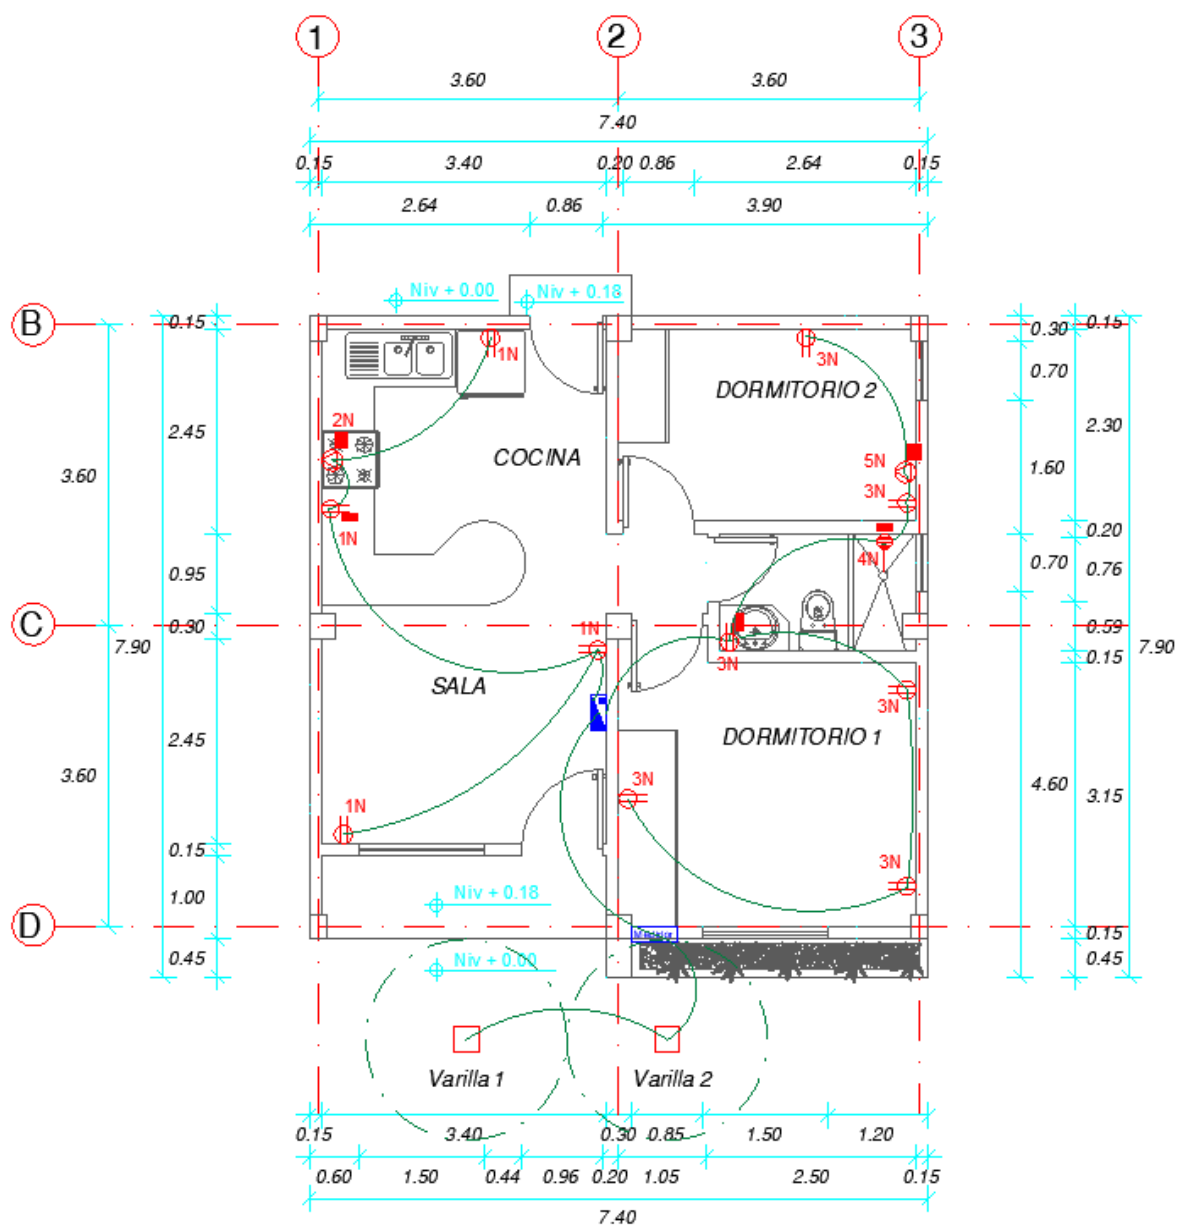 1 2 3
3.60 3.60
7.40
0.15 3.40 0.20 0.86 2.64 0.15
2.64 0.86 3.90
Niv + 0.00 Niv + 0.18
B
0.15 0.30 0.15
1N 3N
0.70
DORMITORIO 2
2N
2.45 2.30
COCINA
3.60 5N 1.60
3N
1N 0.20
4N
0.95 0.70 0.76
C 0.30 1N 0.59
7.90 3N 0.15 7.90
SALA
3N
DORMITORIO 1
2.45
3.60 3N 4.60 3.15
1N
0.15
3N
1.00 Niv + 0.18
D
0.15
0.45 Niv + 0.00 0.45
Varilla 1 Varilla 2
0.15 3.40 0.30 0.85 1.50 1.20
0.60 1.50 0.44 0.96 0.20 1.05 2.50 0.15
7.40